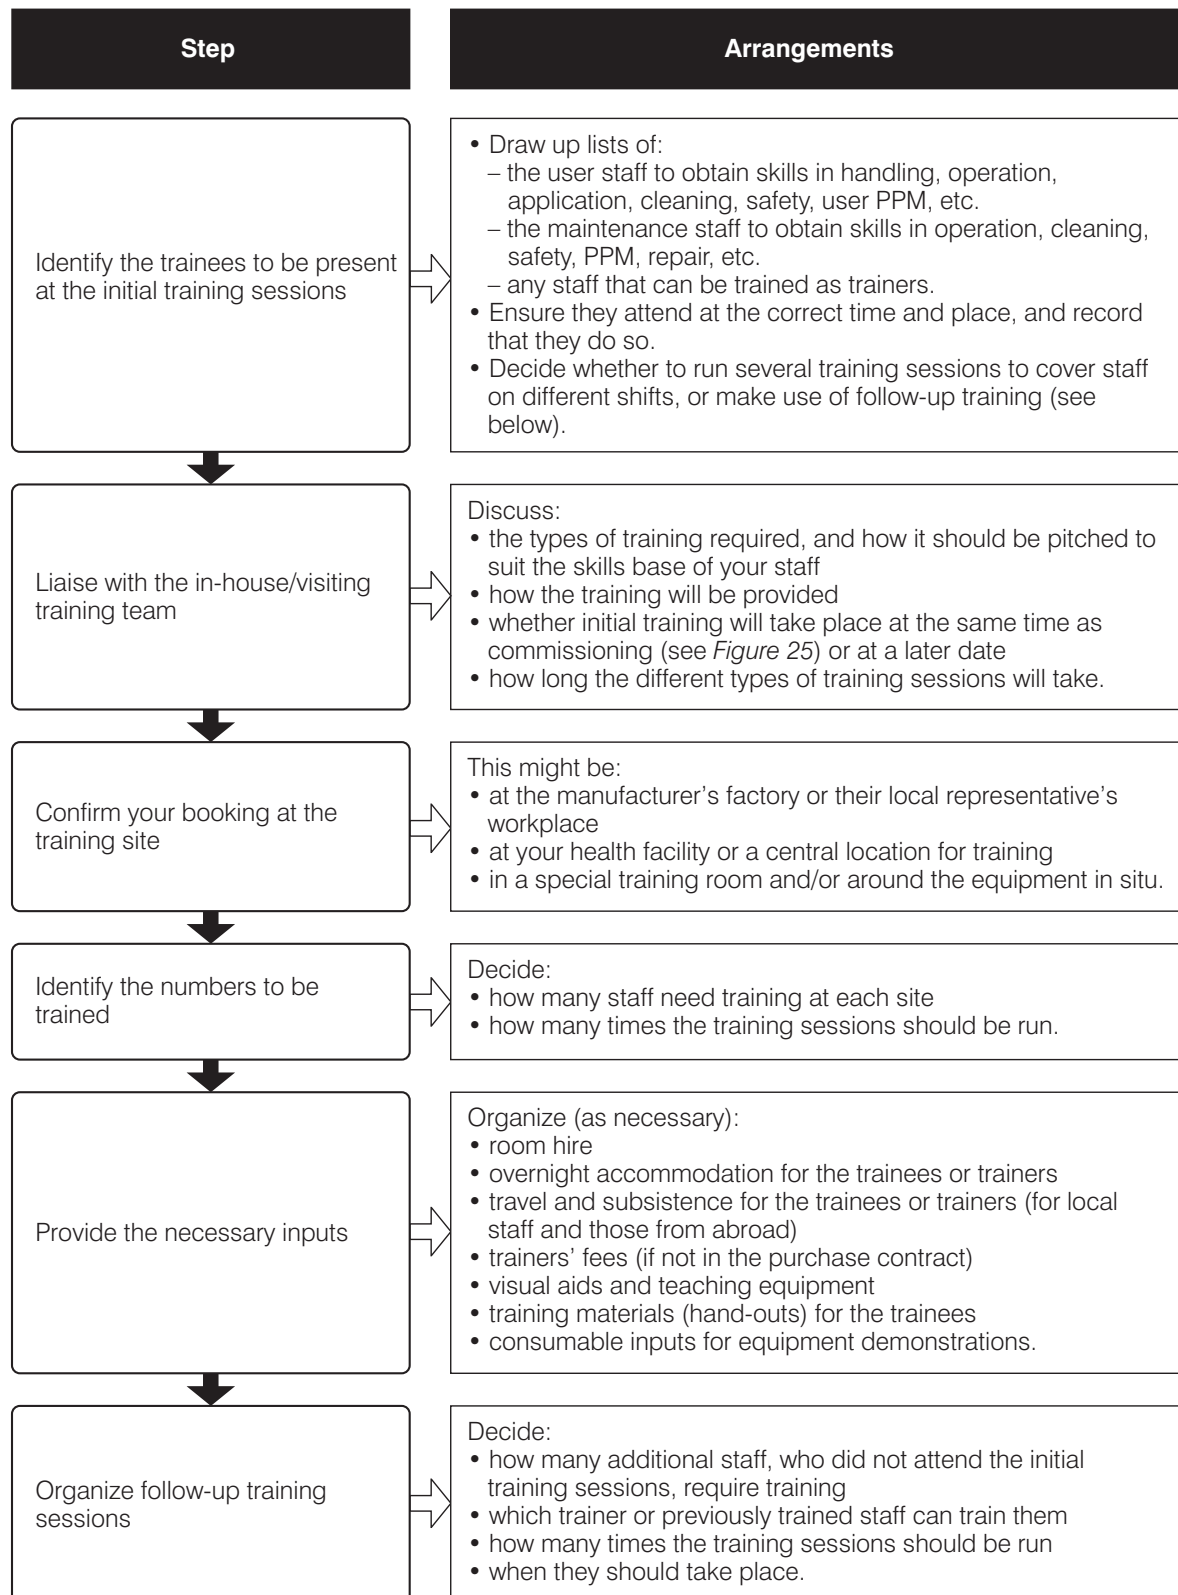 Step
Arrangements
Identify the trainees to be present
at the initial training sessions
• Draw up lists of:
– the user staff to obtain skills in handling, operation,
application, cleaning, safety, user PPM, etc.
– the maintenance staff to obtain skills in operation, cleaning,
safety, PPM, repair, etc.
– any staff that can be trained as trainers.
• Ensure they attend at the correct time and place, and record
that they do so.
• Decide whether to run several training sessions to cover staff
on different shifts, or make use of follow-up training (see
below).
Liaise with the in-house/visiting
training team
Discuss:
• the types of training required, and how it should be pitched to
suit the skills base of your staff
• how the training will be provided
• whether initial training will take place at the same time as
commissioning (see Figure 25) or at a later date
• how long the different types of training sessions will take.
Confirm your booking at the
training site
This might be:
• at the manufacturer's factory or their local representative's
workplace
• at your health facility or a central location for training
• in a special training room and/or around the equipment in situ.
Identify the numbers to be
trained
Decide:
• how many staff need training at each site
• how many times the training sessions should be run.
Provide the necessary inputs
Organize (as necessary):
• room hire
• overnight accommodation for the trainees or trainers
• travel and subsistence for the trainees or trainers (for local
staff and those from abroad)
• trainers' fees (if not in the purchase contract)
• visual aids and teaching equipment
• training materials (hand-outs) for the trainees
• consumable inputs for equipment demonstrations.
Organize follow-up training
sessions
Decide:
• how many additional staff, who did not attend the initial
training sessions, require training
• which trainer or previously trained staff can train them
• how many times the training sessions should be run
• when they should take place.